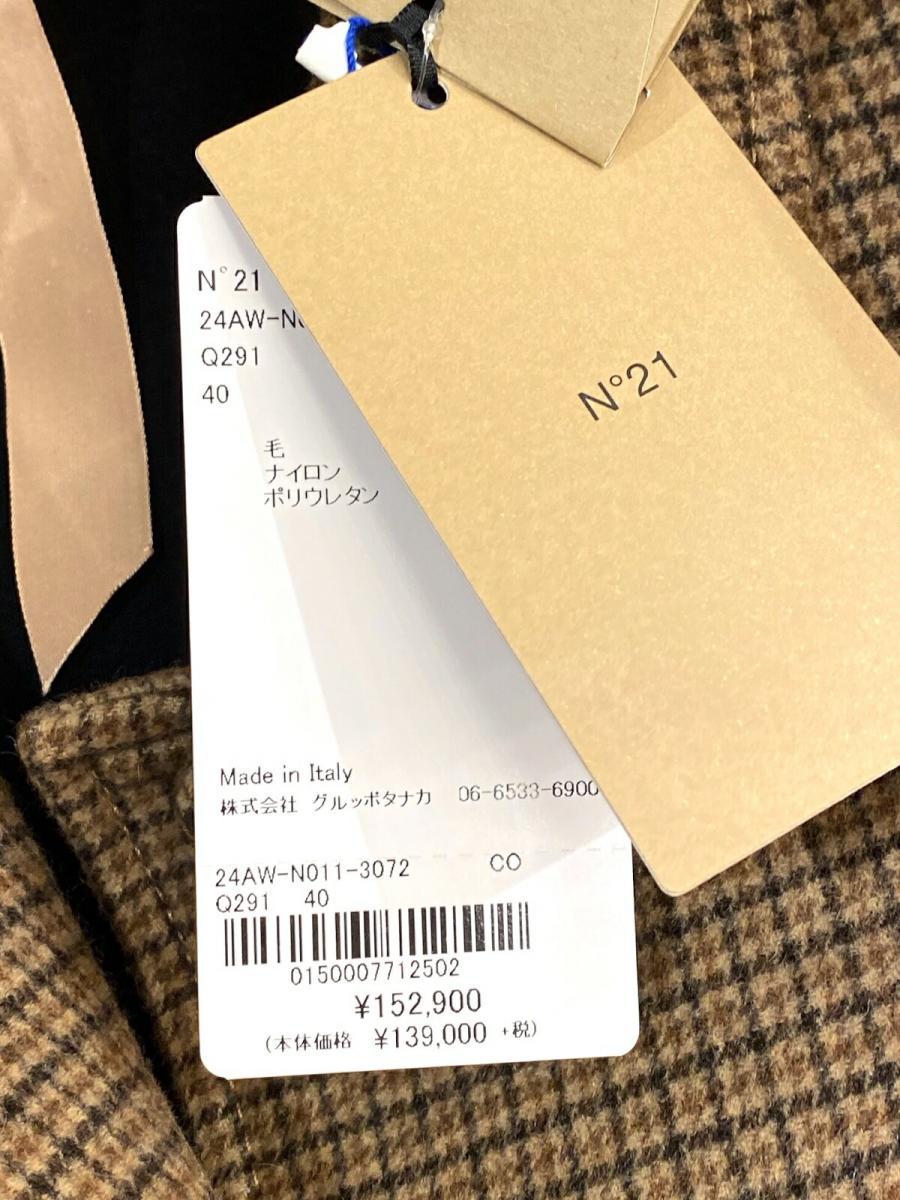 N°21
24AW-N0
Q291
40
毛
ナイロン
ポリウレタン
N°21
Made in Italy
株式会社 グルッポタナカ 06-6533-6900
24AW-N011-3072 CO
Q291 40
0150007712502
¥152,900
(本体価格 ¥139,000 +税)